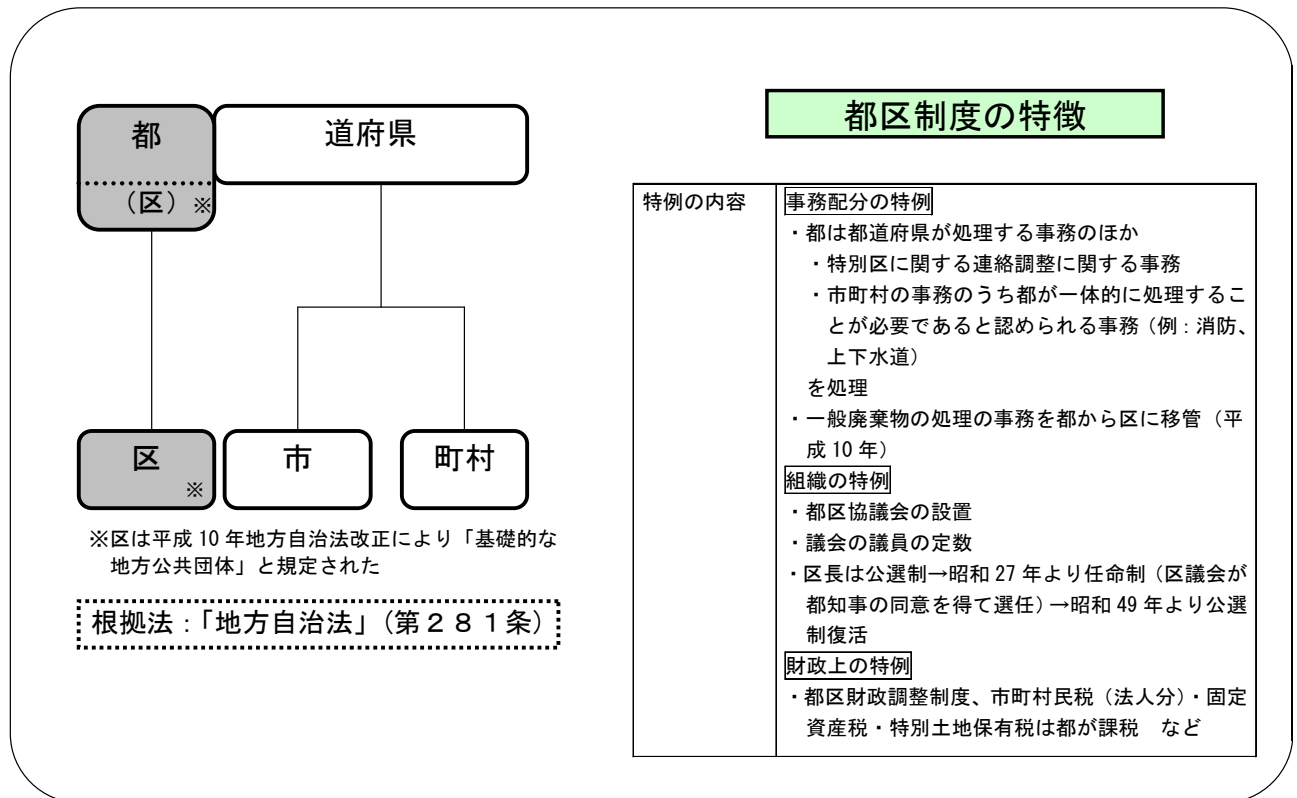 都
道府県
（区）※
区
※
市
町村
※区は平成 10 年地方自治法改正により「基礎的な
地方公共団体」と規定された
根拠法：「地方自治法」（第２８１条）
都区制度の特徴
特例の内容
事務配分の特例
・都は都道府県が処理する事務のほか
・特別区に関する連絡調整に関する事務
・市町村の事務のうち都が一体的に処理するこ
とが必要であると認められる事務（例：消防、
上下水道）
を処理
・一般廃棄物の処理の事務を都から区に移管（平
成 10 年）
組織の特例
・都区協議会の設置
・議会の議員の定数
・区長は公選制→昭和 27 年より任命制（区議会が
都知事の同意を得て選任）→昭和 49 年より公選
制復活
財政上の特例
・都区財政調整制度、市町村民税（法人分）・固定
資産税・特別土地保有税は都が課税　など